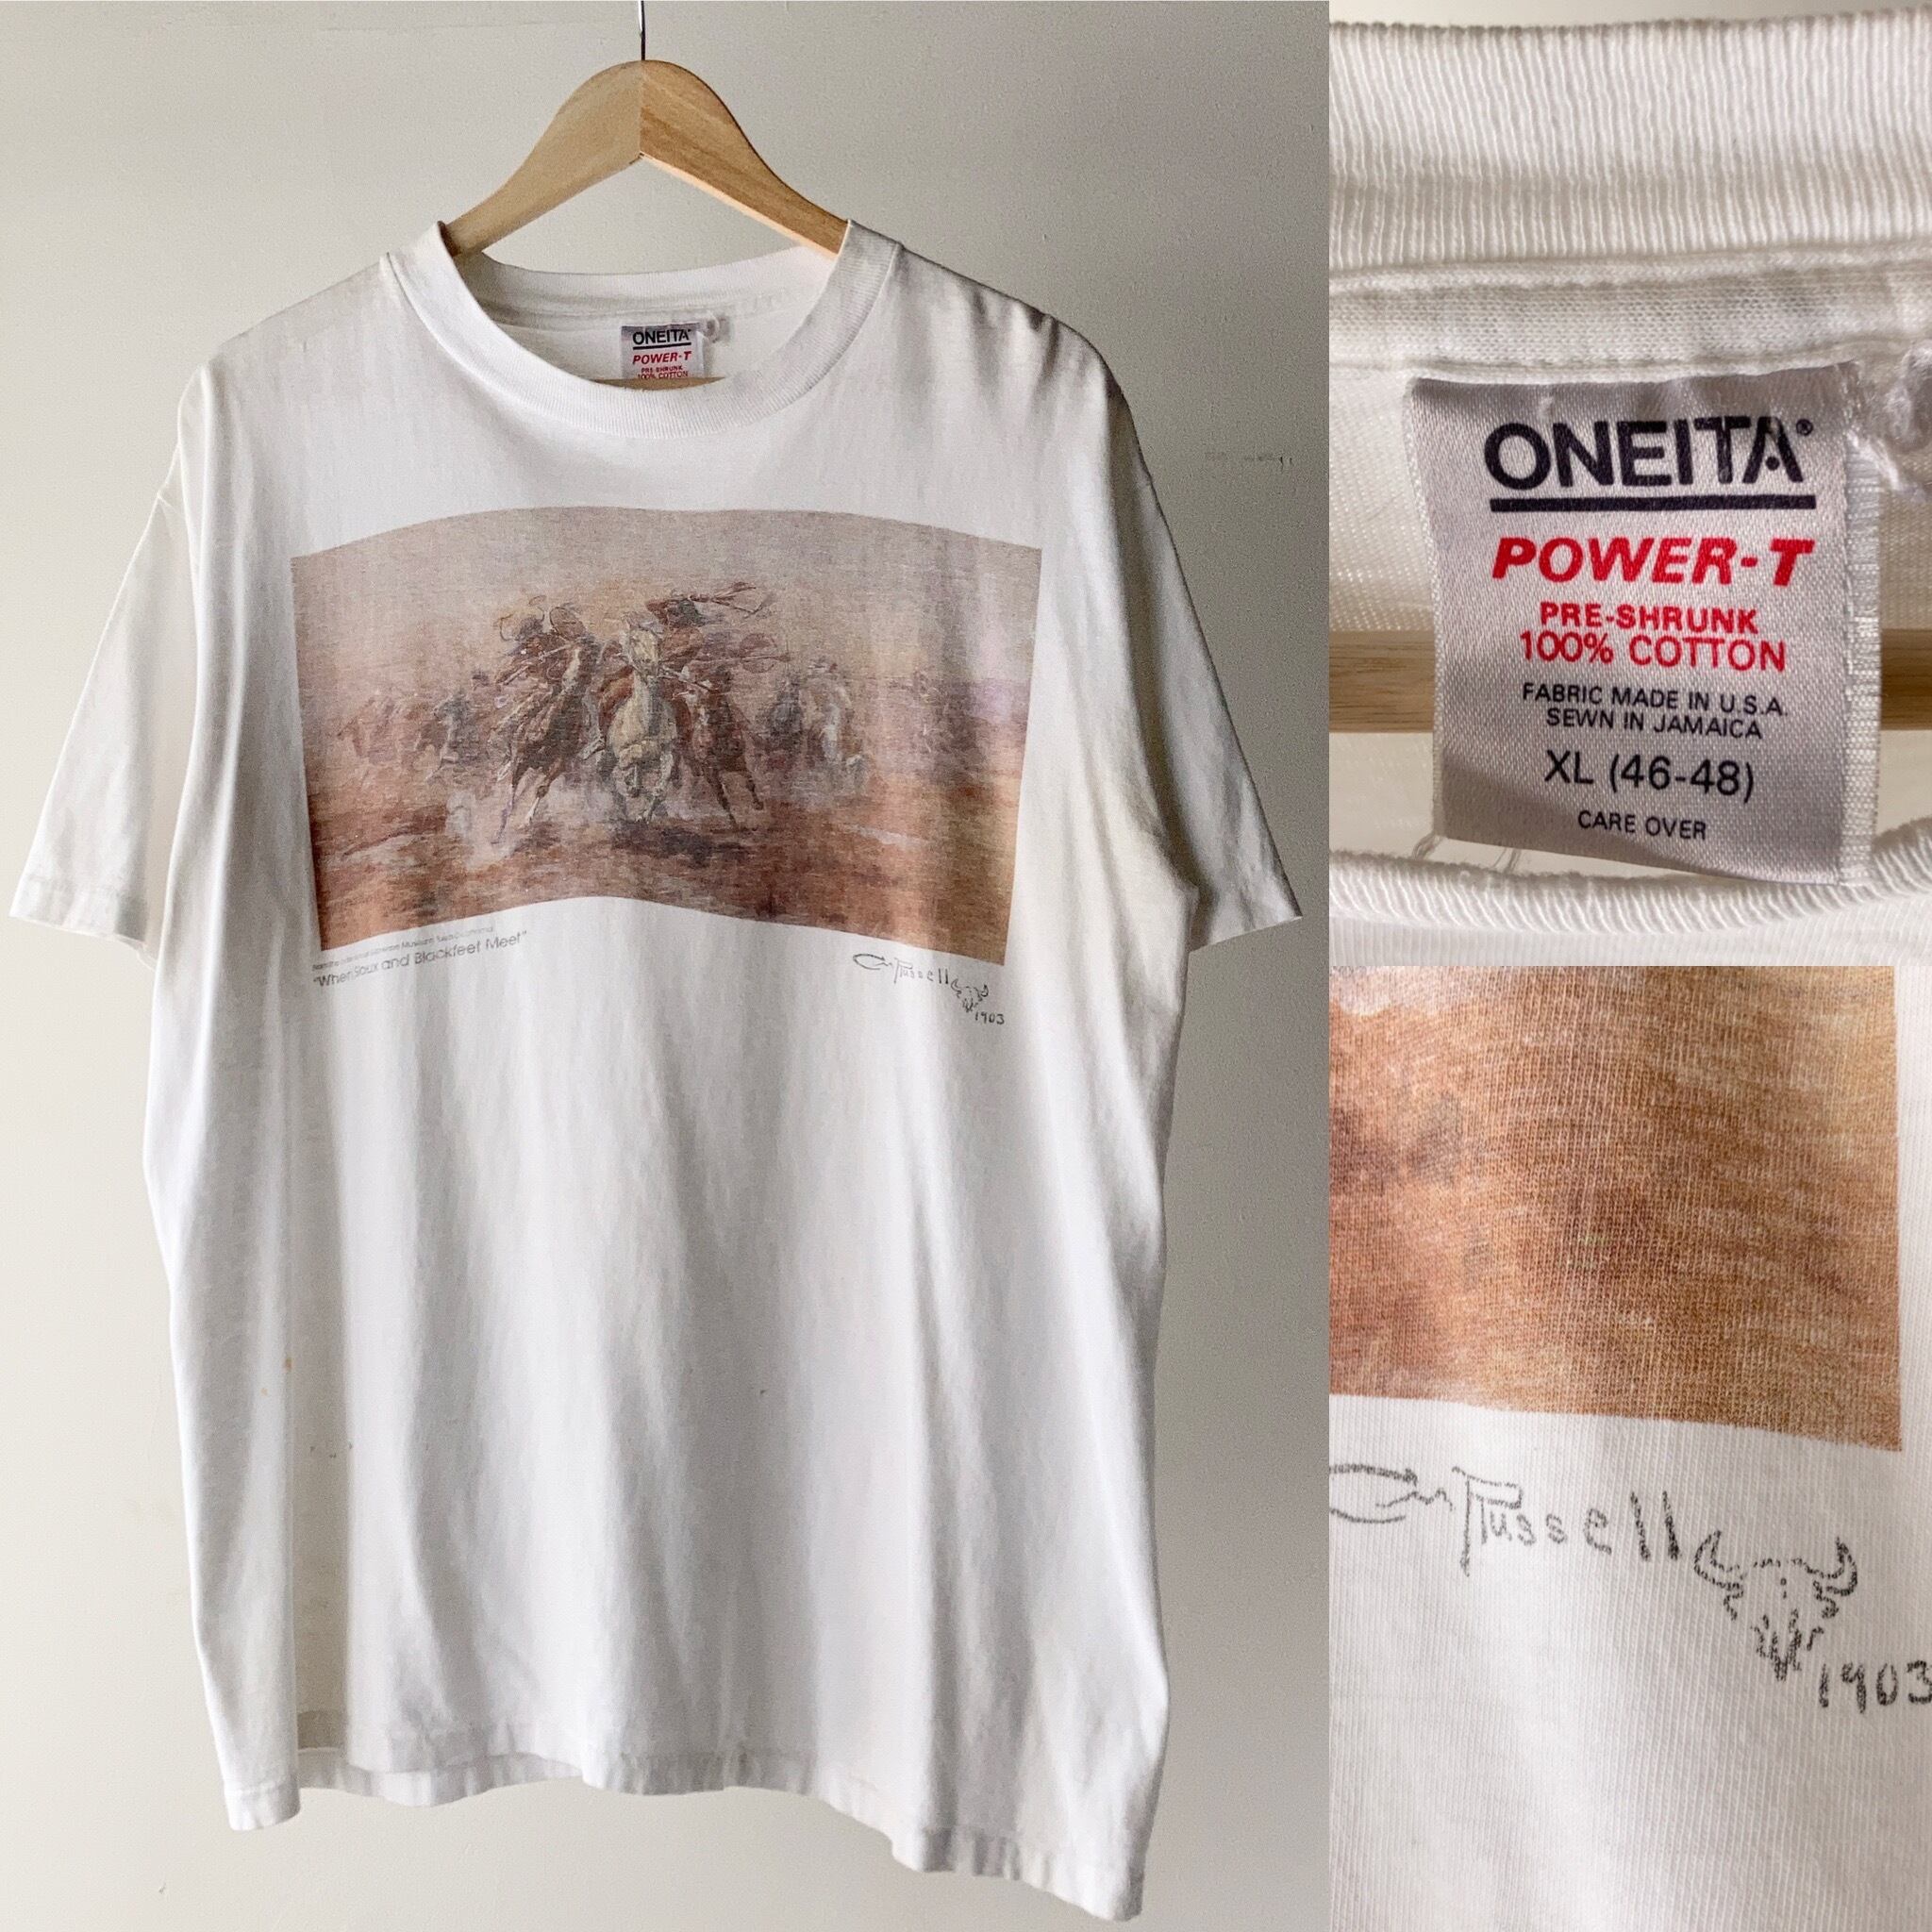 ONEITA®
POWER-T
PRE-SHRUNK
100% COTTON
Museum
"When Sioux and Blackfeet Meet"
CM Russell
1903
ONEITA®
POWER-T
PRE-SHRUNK
100% COTTON
FABRIC MADE IN U.S.A.
SEWN IN JAMAICA
XL (46-48)
CARE OVER
CM Russell
1903